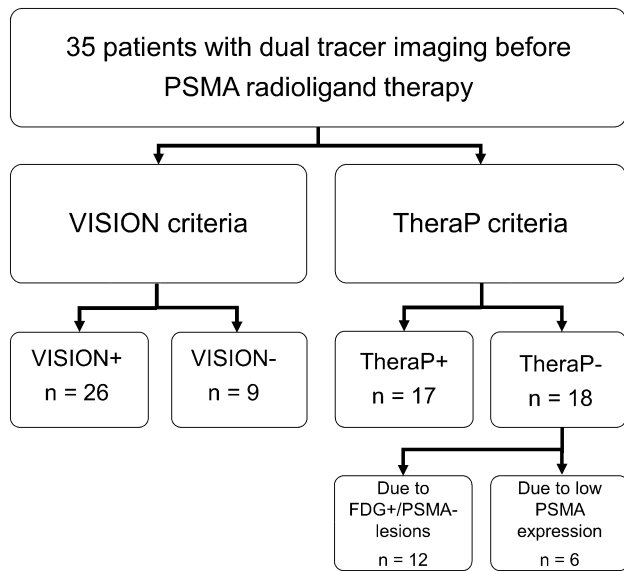 35 patients with dual tracer imaging before
PSMA radioligand therapy
VISION criteria
TheraP criteria
VISION+
n = 26
VISION-
n = 9
TheraP+
n = 17
TheraP-
n = 18
Due to
FDG+/PSMA-
lesions
n = 12
Due to low
PSMA
expression
n = 6